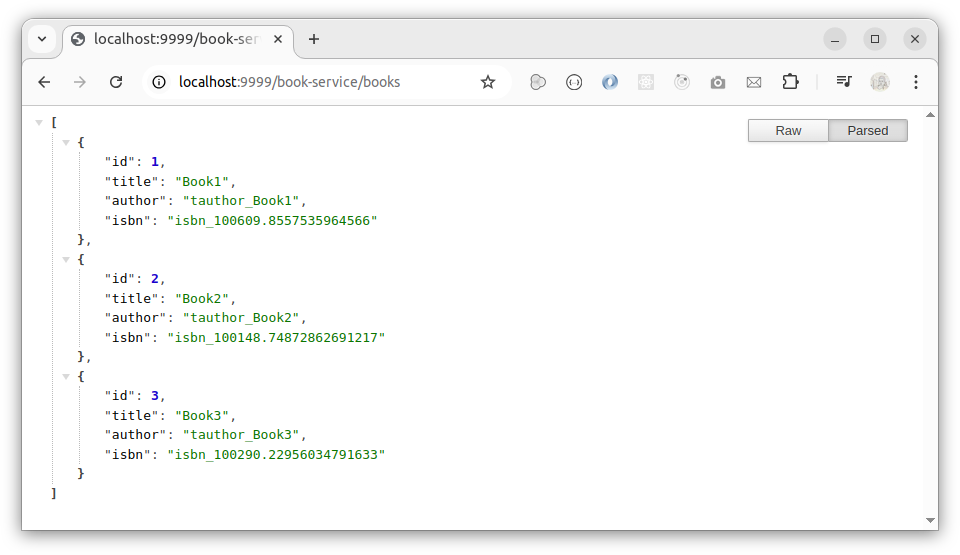 localhost:9999/book-ser
localhost:9999/book-service/books
Raw Parsed
[
{
"id": 1,
"title": "Book1",
"author": "tauthor_Book1",
"isbn": "isbn_100609.8557535964566"
},
{
"id": 2,
"title": "Book2",
"author": "tauthor_Book2",
"isbn": "isbn_100148.74872862691217"
},
{
"id": 3,
"title": "Book3",
"author": "tauthor_Book3",
"isbn": "isbn_100290.22956034791633"
}
]